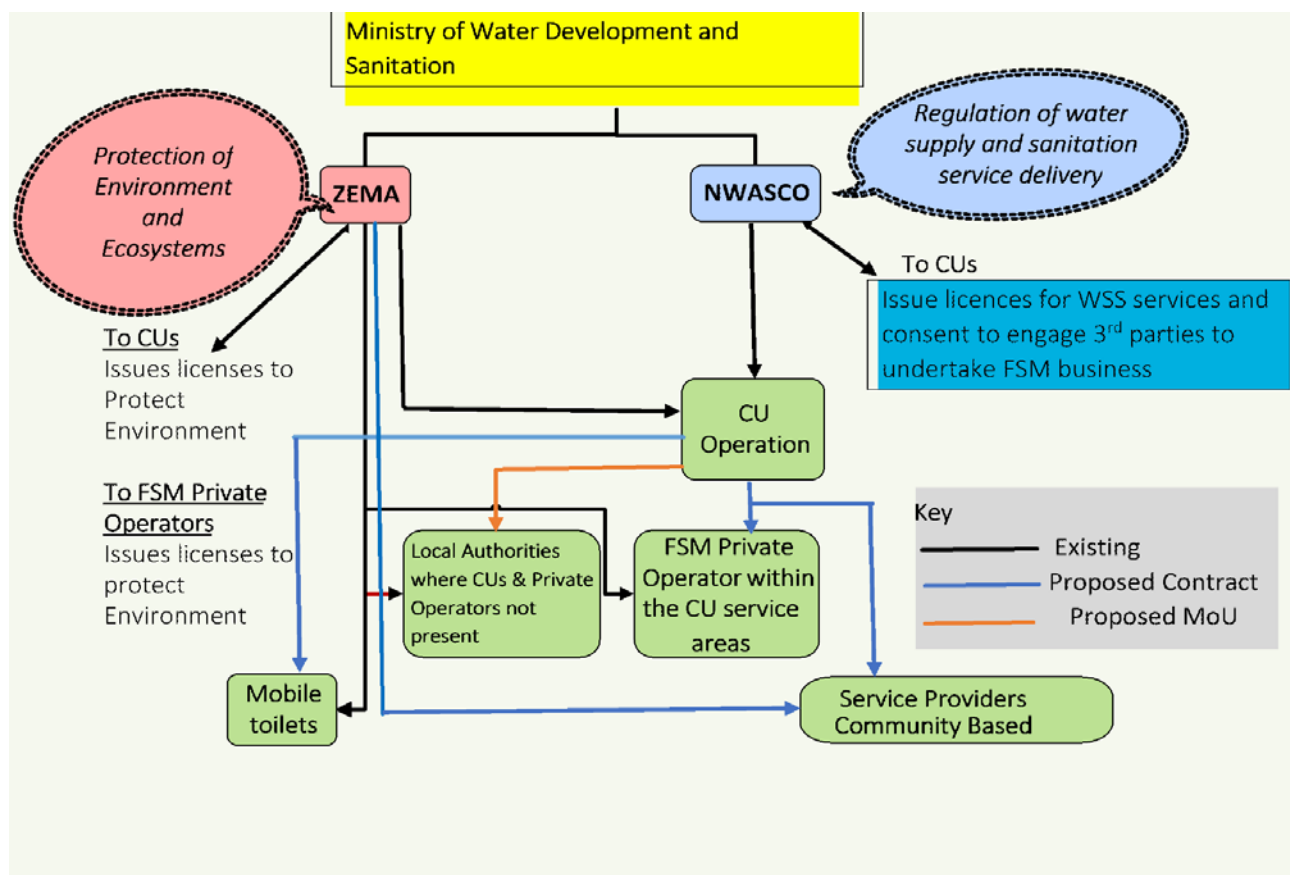 Ministry of Water Development and
Sanitation
Protection of
Environment
and
Ecosystems
ZEMA
NWASCO
Regulation of water
supply and sanitation
service delivery
To CUs
Issues licenses to
Protect
Environment
To CUs
Issue licences for WSS services and
consent to engage 3rd parties to
undertake FSM business
CU
Operation
To FSM Private
Operators
Issues licenses to
protect
Environment
Local Authorities
where CUs & Private
Operators not
present
FSM Private
Operator within
the CU service
areas
Key
Existing
Proposed Contract
Proposed MoU
Mobile
toilets
Service Providers
Community Based